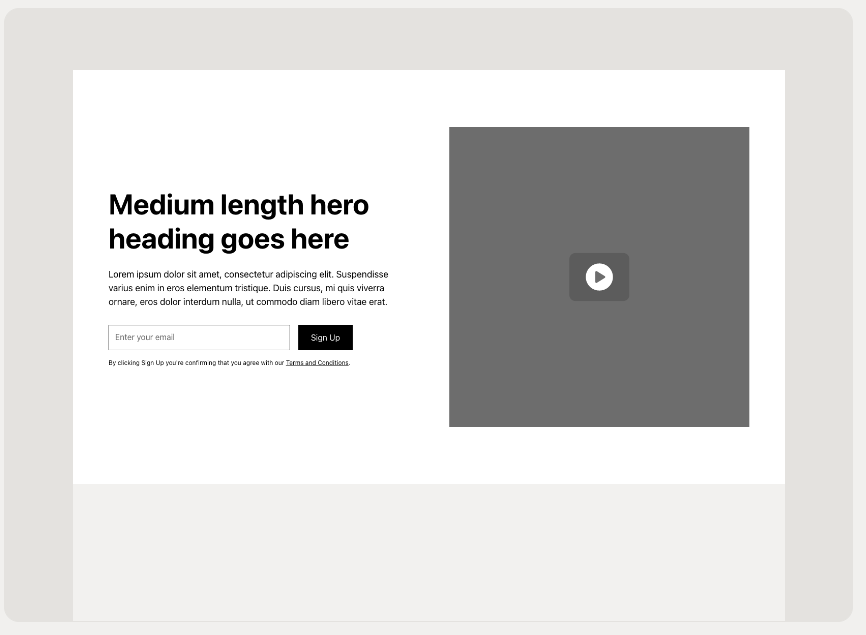 Medium length hero
heading goes here
Lorem ipsum dolor sit amet, consectetur adipiscing elit. Suspendisse
varius enim in eros elementum tristique. Duis cursus, mi quis viverra
ornare, eros dolor interdum nulla, ut commodo diam libero vitae erat.
Enter your email
Sign Up
By clicking Sign Up you're confirming that you agree with our Terms and Conditions.